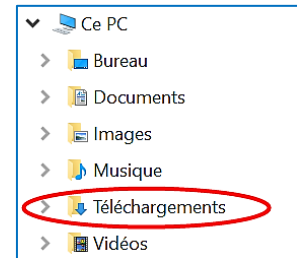 Ce PC
Bureau
Documents
Images
Musique
Téléchargements
Vidéos